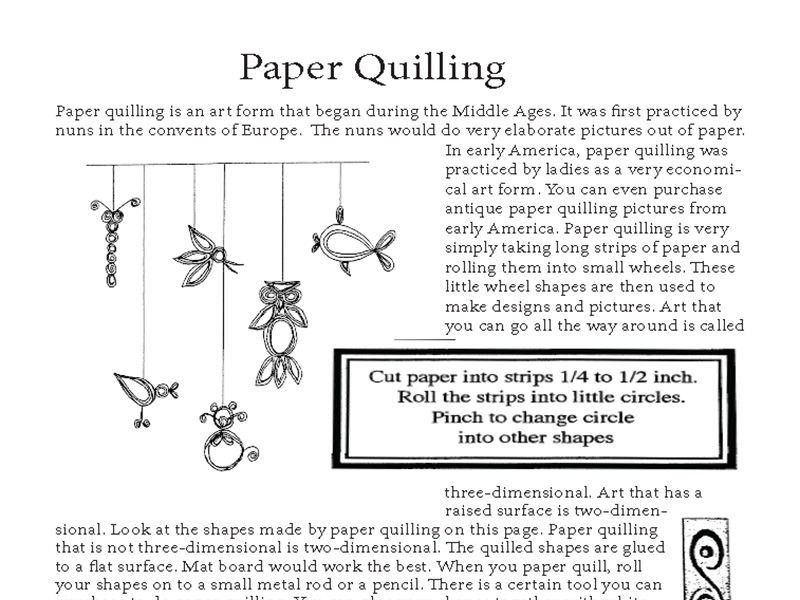 Paper Quilling
Paper quilling is an art form that began during the Middle Ages. It was first practiced by
nuns in the convents of Europe. The nuns would do very elaborate pictures out of paper.
In early America, paper quilling was
practiced by ladies as a very economi-
cal art form. You can even purchase
antique paper quilling pictures from
early America. Paper quilling is very
simply taking long strips of paper and
rolling them into small wheels. These
little wheel shapes are then used to
make designs and pictures. Art that
you can go all the way around is called
Cut paper into strips 1/4 to 1/2 inch.
Roll the strips into little circles.
Pinch to change circle
into other shapes
three-dimensional. Art that has a
raised surface is two-dimen-
sional. Look at the shapes made by paper quilling on this page. Paper quilling
that is not three-dimensional is two-dimensional. The quilled shapes are glued
to a flat surface. Mat board would work the best. When you paper quill, roll
your shapes on to a small metal rod or a pencil. There is a certain tool you can